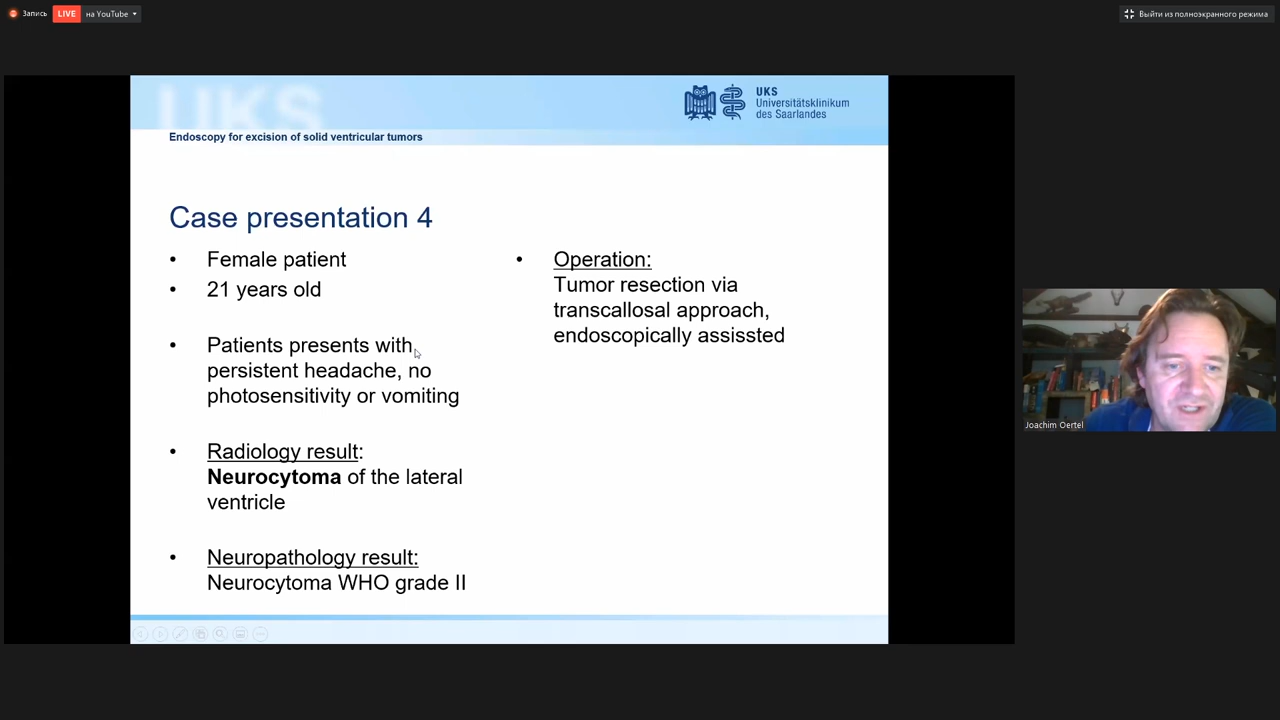 Запись
LIVE
на YouTube
Выйти из полноэкранного режима
UKS
UKS
Universitätsklinikum
des Saarlandes
Endoscopy for excision of solid ventricular tumors
Case presentation 4
• Female patient
• 21 years old
• Patients presents with
persistent headache, no
photosensitivity or vomiting
• Radiology result:
Neurocytoma of the lateral
ventricle
• Neuropathology result:
Neurocytoma WHO grade II
• Operation:
Tumor resection via
transcallosal approach,
endoscopically assissted
Joachim Oertel